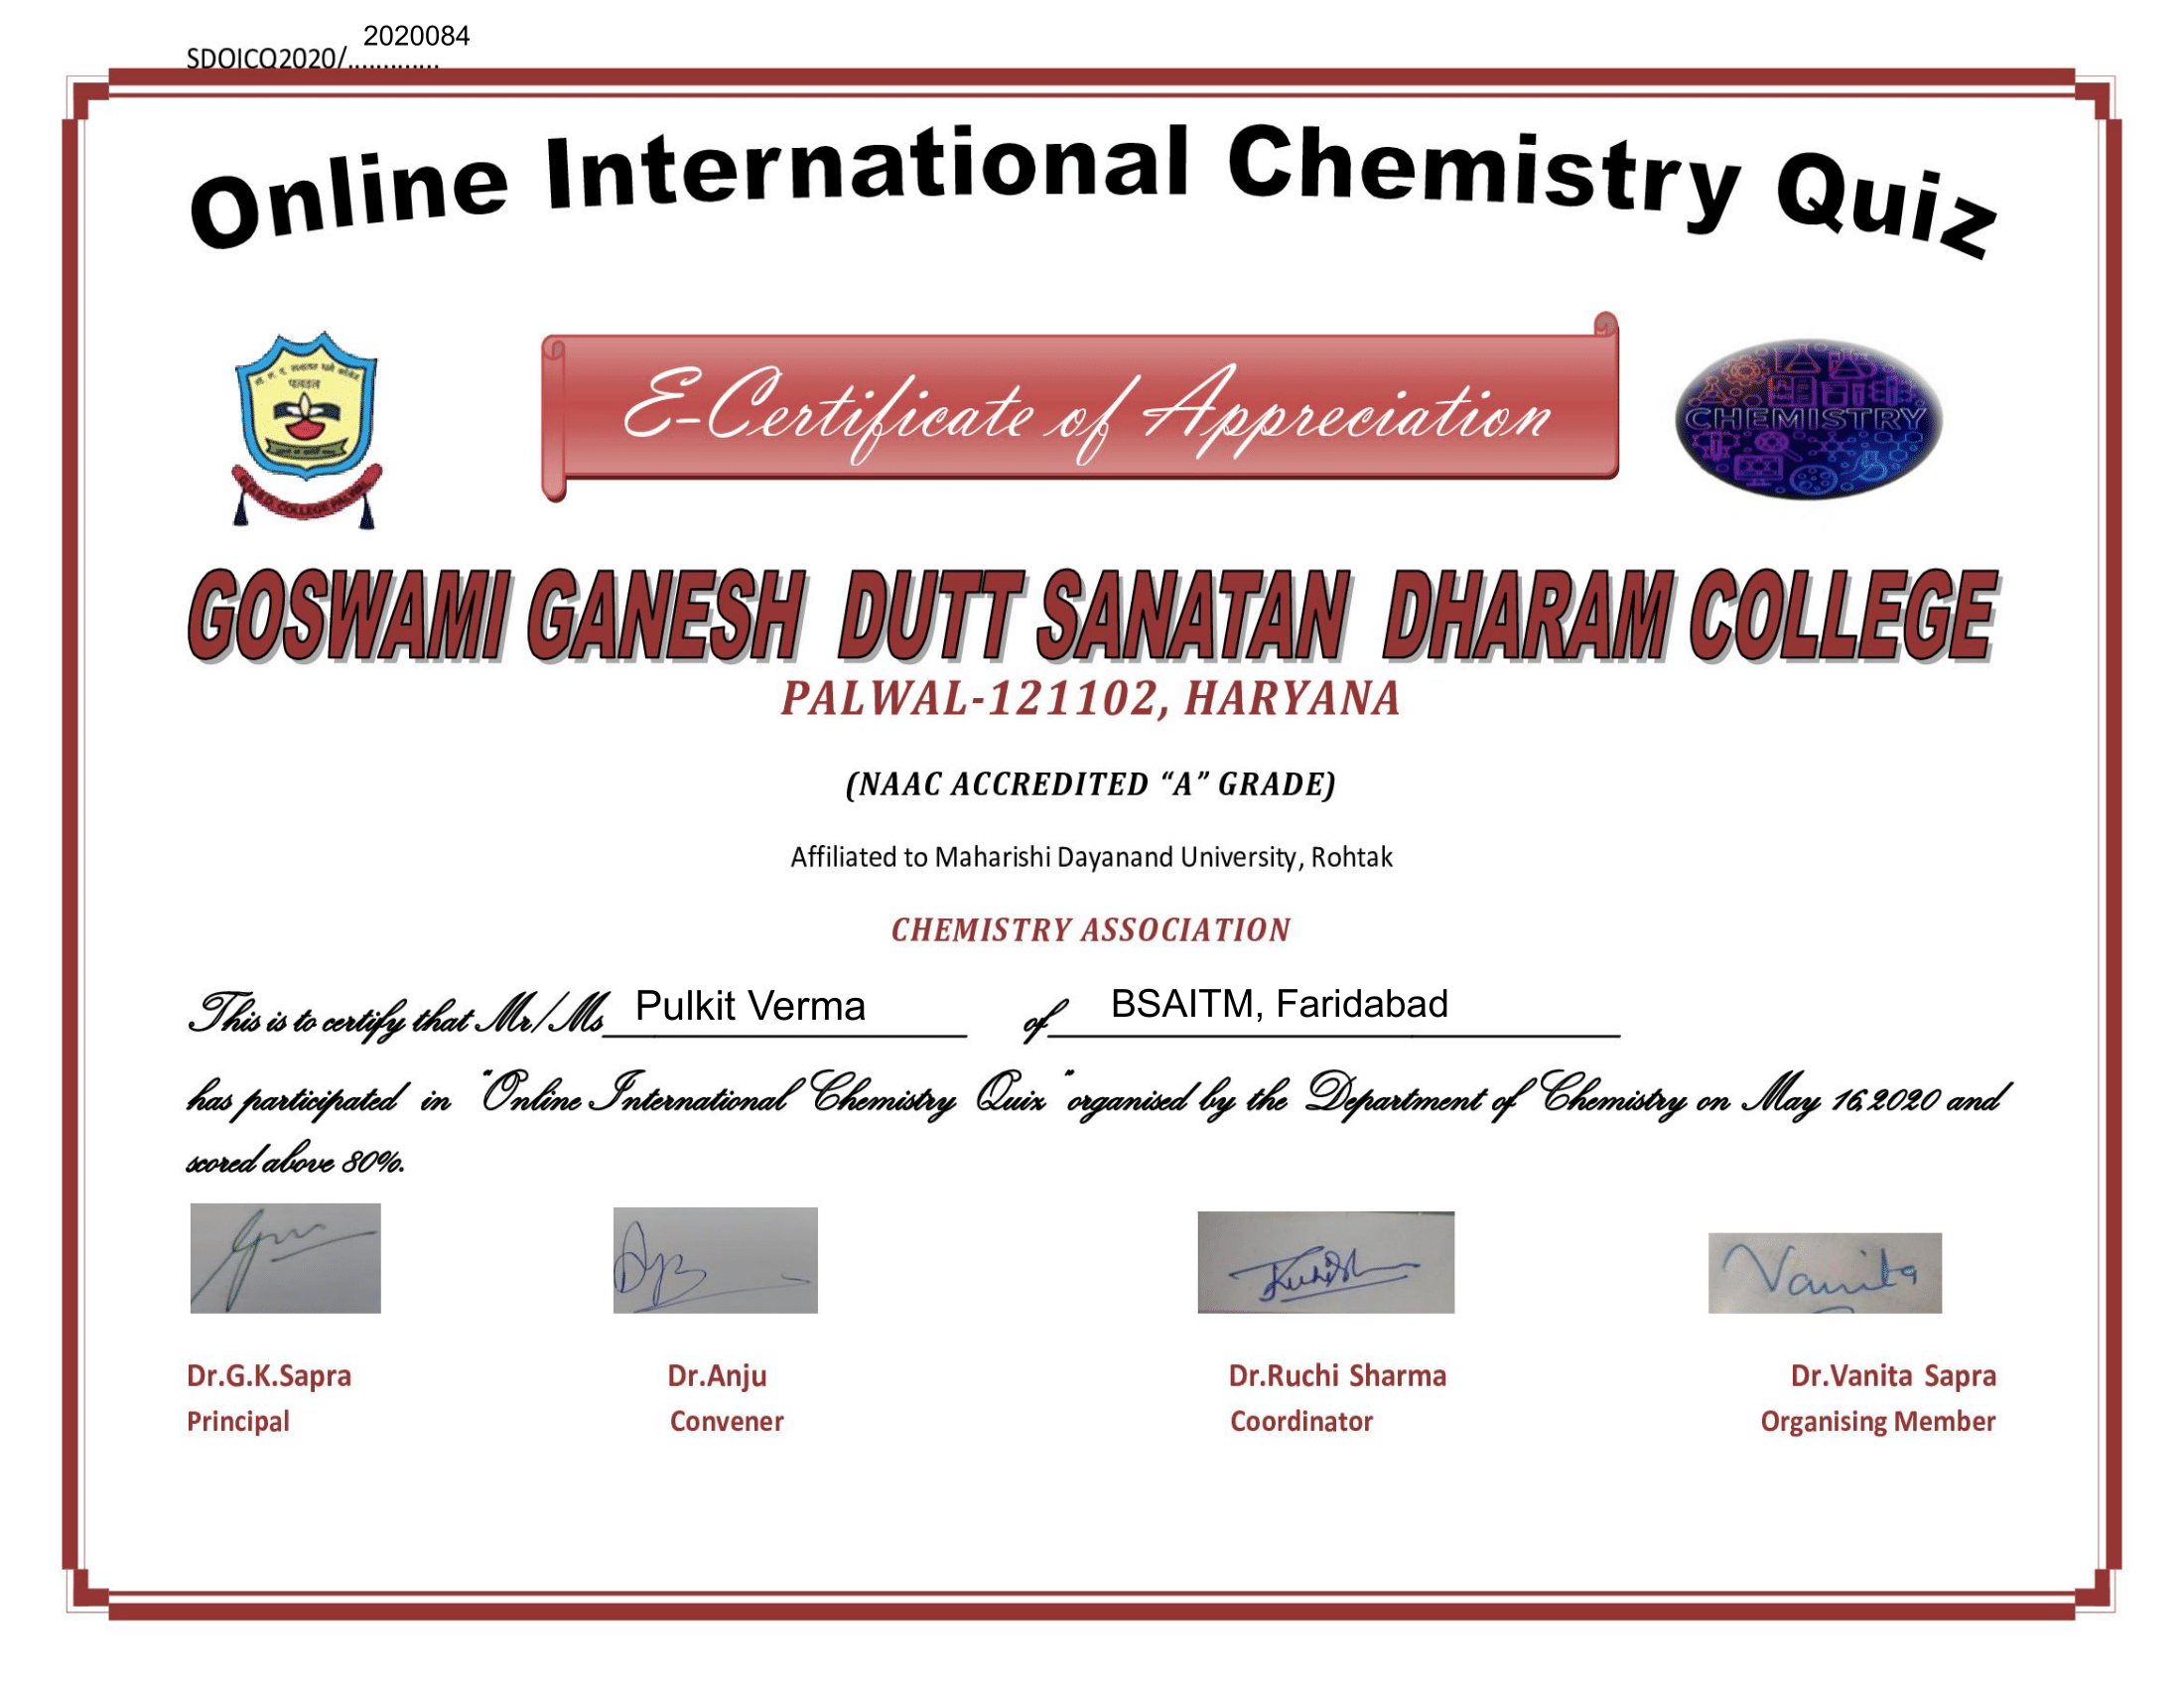 2020084
SDOICQ2020/.............
Online International Chemistry Quiz
पलवल
G.G.D.S.D. COLLEGE PALWAL
E-Certificate of Appreciation
CHEMISTRY
GOSWAMI GANESH DUTT SANATAN DHARAM COLLEGE
PALWAL-121102, HARYANA
(NAAC ACCREDITED “A” GRADE)
Affiliated to Maharishi Dayanand University, Rohtak
CHEMISTRY ASSOCIATION
This is to certify that Mr/Ms Pulkit Verma of BSAITM, Faridabad
has participated in "Online International Chemistry Quiz" organised by the Department of Chemistry on May 16,2020 and
scored above 80%.
Vanita
Dr.G.K.Sapra Dr.Anju Dr.Ruchi Sharma Dr.Vanita Sapra
Principal Convener Coordinator Organising Member